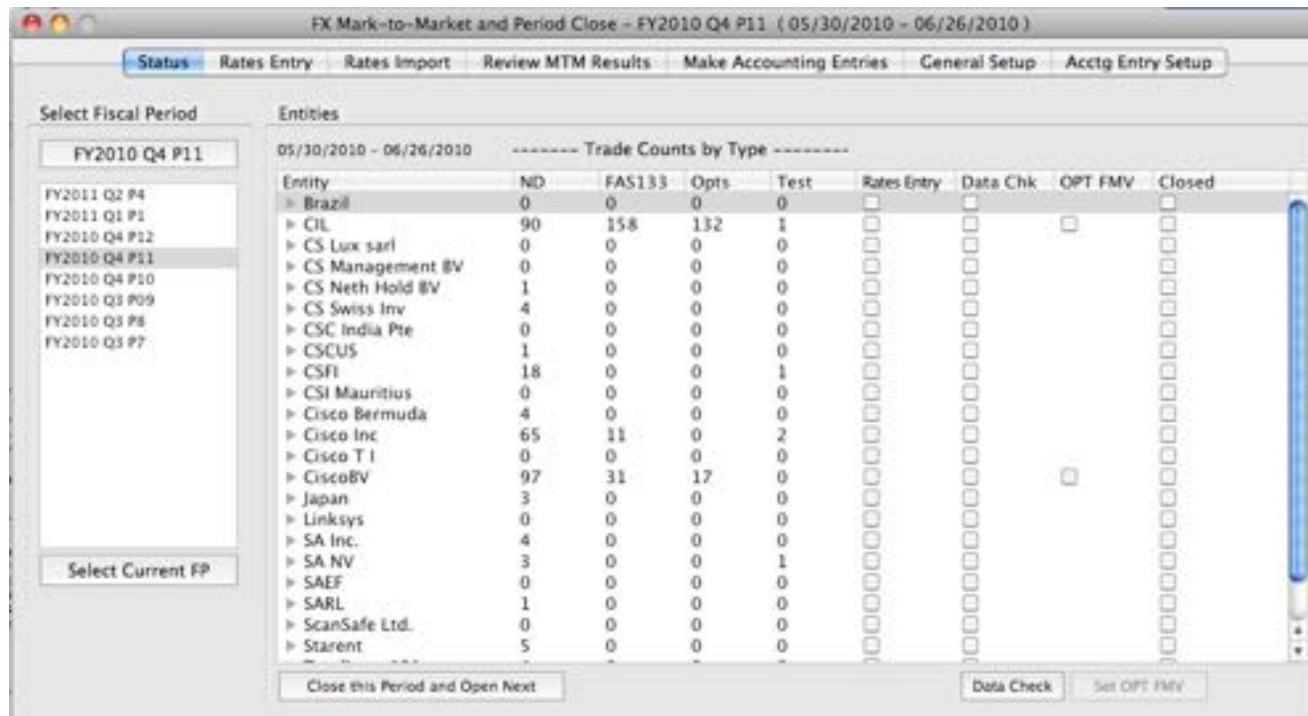 FX Mark-to-Market and Period Close - FY2010 Q4 P11 ( 05/30/2010 - 06/26/2010 )
Status Rates Entry Rates Import Review MTM Results Make Accounting Entries General Setup Acctg Entry Setup
Select Fiscal Period
FY2010 Q4 P11
FY2011 Q2 P4
FY2011 Q1 P1
FY2010 Q4 P12
FY2010 Q4 P11
FY2010 Q4 P10
FY2010 Q3 P09
FY2010 Q3 P8
FY2010 Q3 P7
Select Current FP
Entities
05/30/2010 - 06/26/2010 ------- Trade Counts by Type --------
Entity ND FAS133 Opts Test Rates Entry Data Chk OPT FMV Closed
Brazil 0 0 0 0
CIL 90 158 132 1
CS Lux sarl 0 0 0 0
CS Management BV 0 0 0 0
CS Neth Hold BV 1 0 0 0
CS Swiss Inv 4 0 0 0
CSC India Pte 0 0 0 0
CSCUS 1 0 0 0
CSFI 18 0 0 1
CSI Mauritius 0 0 0 0
Cisco Bermuda 4 0 0 0
Cisco Inc 65 11 0 2
Cisco T I 0 0 0 0
CiscoBV 97 31 17 0
Japan 3 0 0 0
Linksys 0 0 0 0
SA Inc. 4 0 0 0
SA NV 3 0 0 1
SAEF 0 0 0 0
SARL 1 0 0 0
ScanSafe Ltd. 0 0 0 0
Starent 5 0 0 0
Close this Period and Open Next Data Check Set OPT FMV